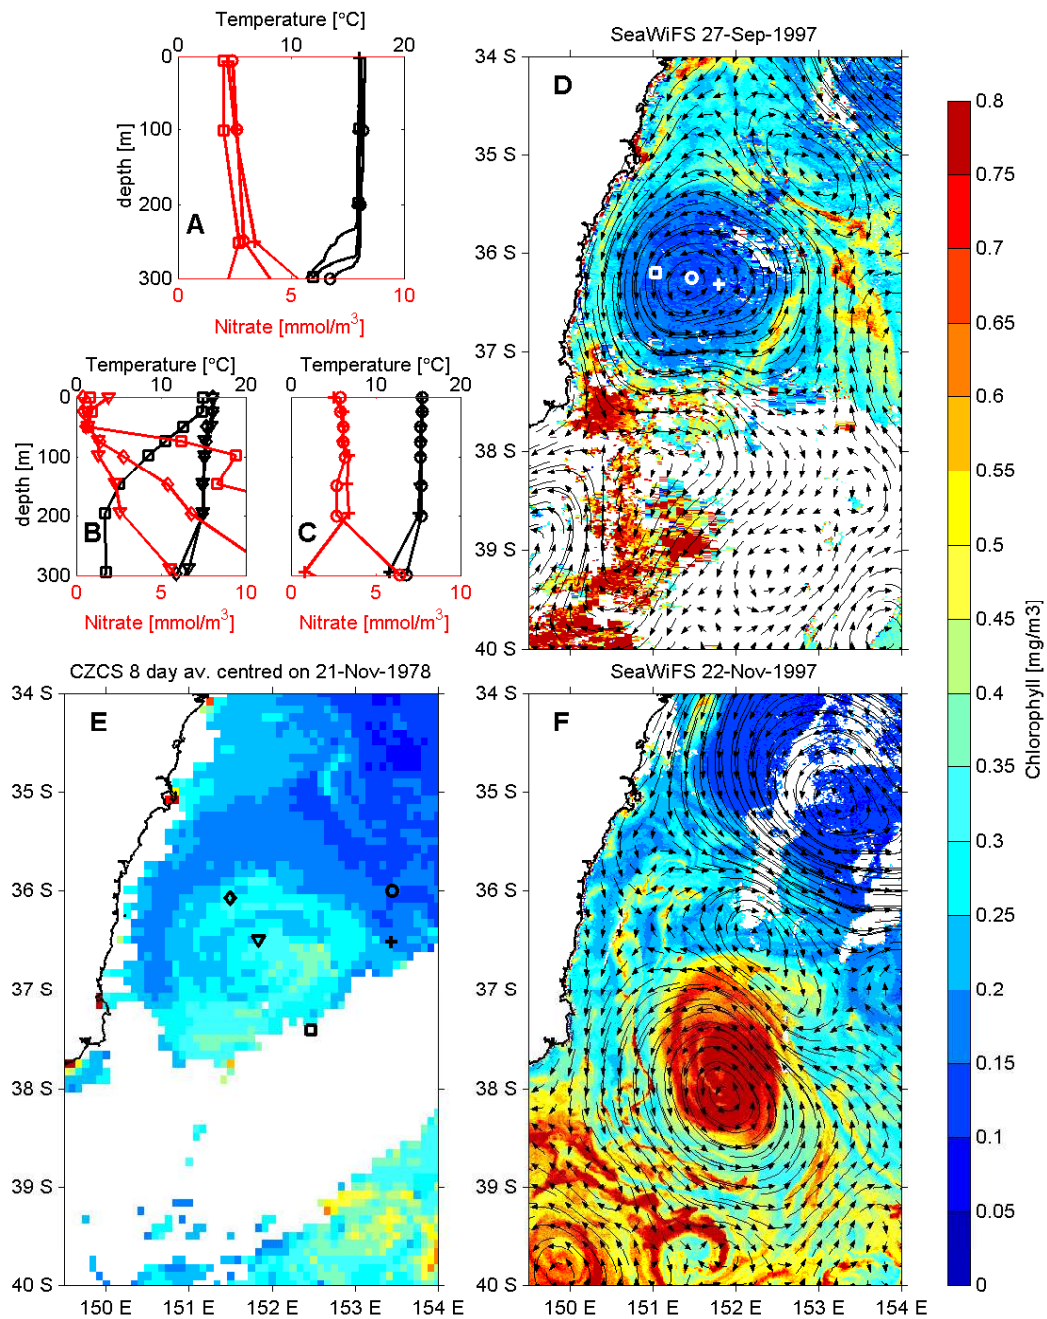 Temperature [°C]
0 10 20
0
100
200
300
depth [m]
A
0 5 10
Nitrate [mmol/m³]
Temperature [°C]
0 10 20
0
100
200
300
depth [m]
B
0 5 10
Nitrate [mmol/m³]
Temperature [°C]
0 10 20
C
0 5 10
Nitrate [mmol/m³]
SeaWiFS 27-Sep-1997
D
34 S
35 S
36 S
37 S
38 S
39 S
40 S
CZCS 8 day av. centred on 21-Nov-1978
E
34 S
35 S
36 S
37 S
38 S
39 S
40 S
150 E 151 E 152 E 153 E 154 E
SeaWiFS 22-Nov-1997
F
34 S
35 S
36 S
37 S
38 S
39 S
40 S
150 E 151 E 152 E 153 E 154 E
0.8
0.75
0.7
0.65
0.6
0.55
0.5
0.45
0.4
0.35
0.3
0.25
0.2
0.15
0.1
0.05
0
Chlorophyll [mg/m3]